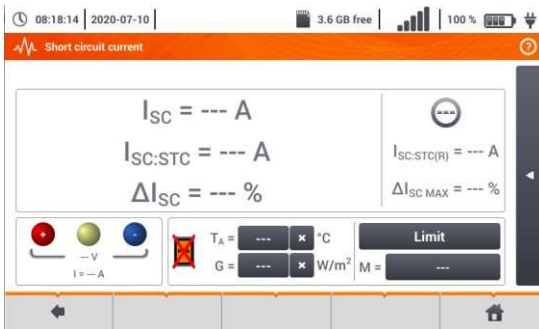 08:18:14 2020-07-10 3.6 GB free 100 %
Short circuit current ?
ISC = --- A
ISC:STC = --- A
ΔISC = --- %
ISC:STC(R) = --- A
ΔISC MAX = --- %
+ -
-- V
I = -- A
TA = --- × °C
G = --- × W/m²
Limit
M = ---